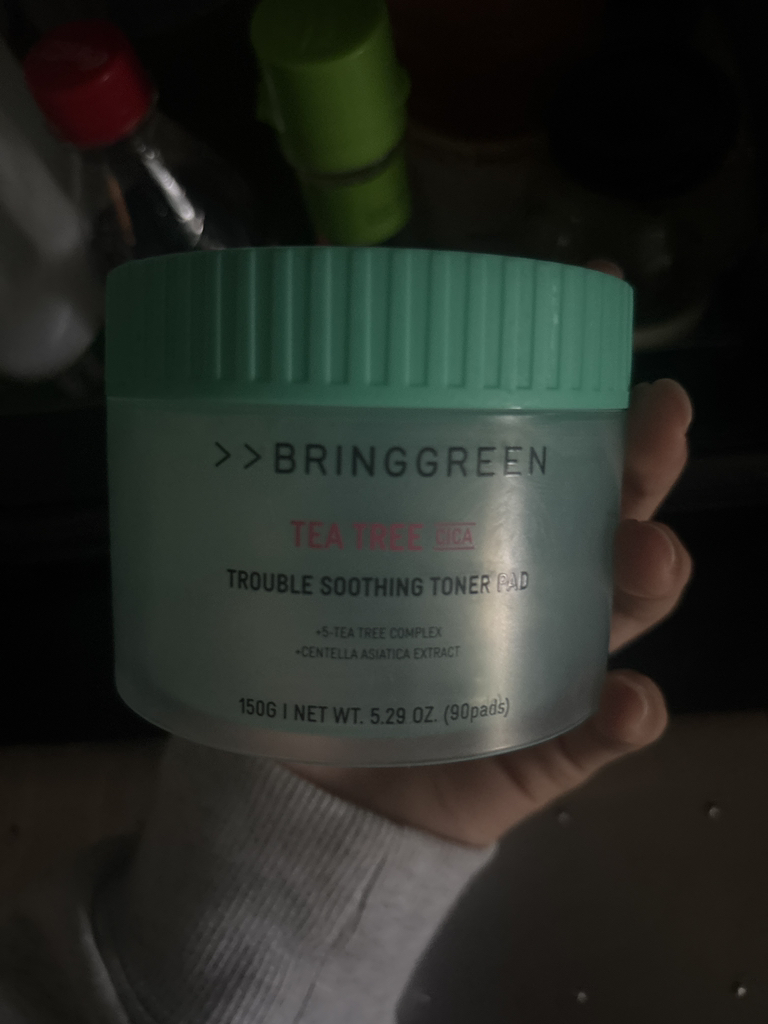 >>BRINGGREEN
TEA TREE CICA
TROUBLE SOOTHING TONER PAD
+5-TEA TREE COMPLEX
+CENTELLA ASIATICA EXTRACT
150G I NET WT. 5.29 OZ. (90pads)